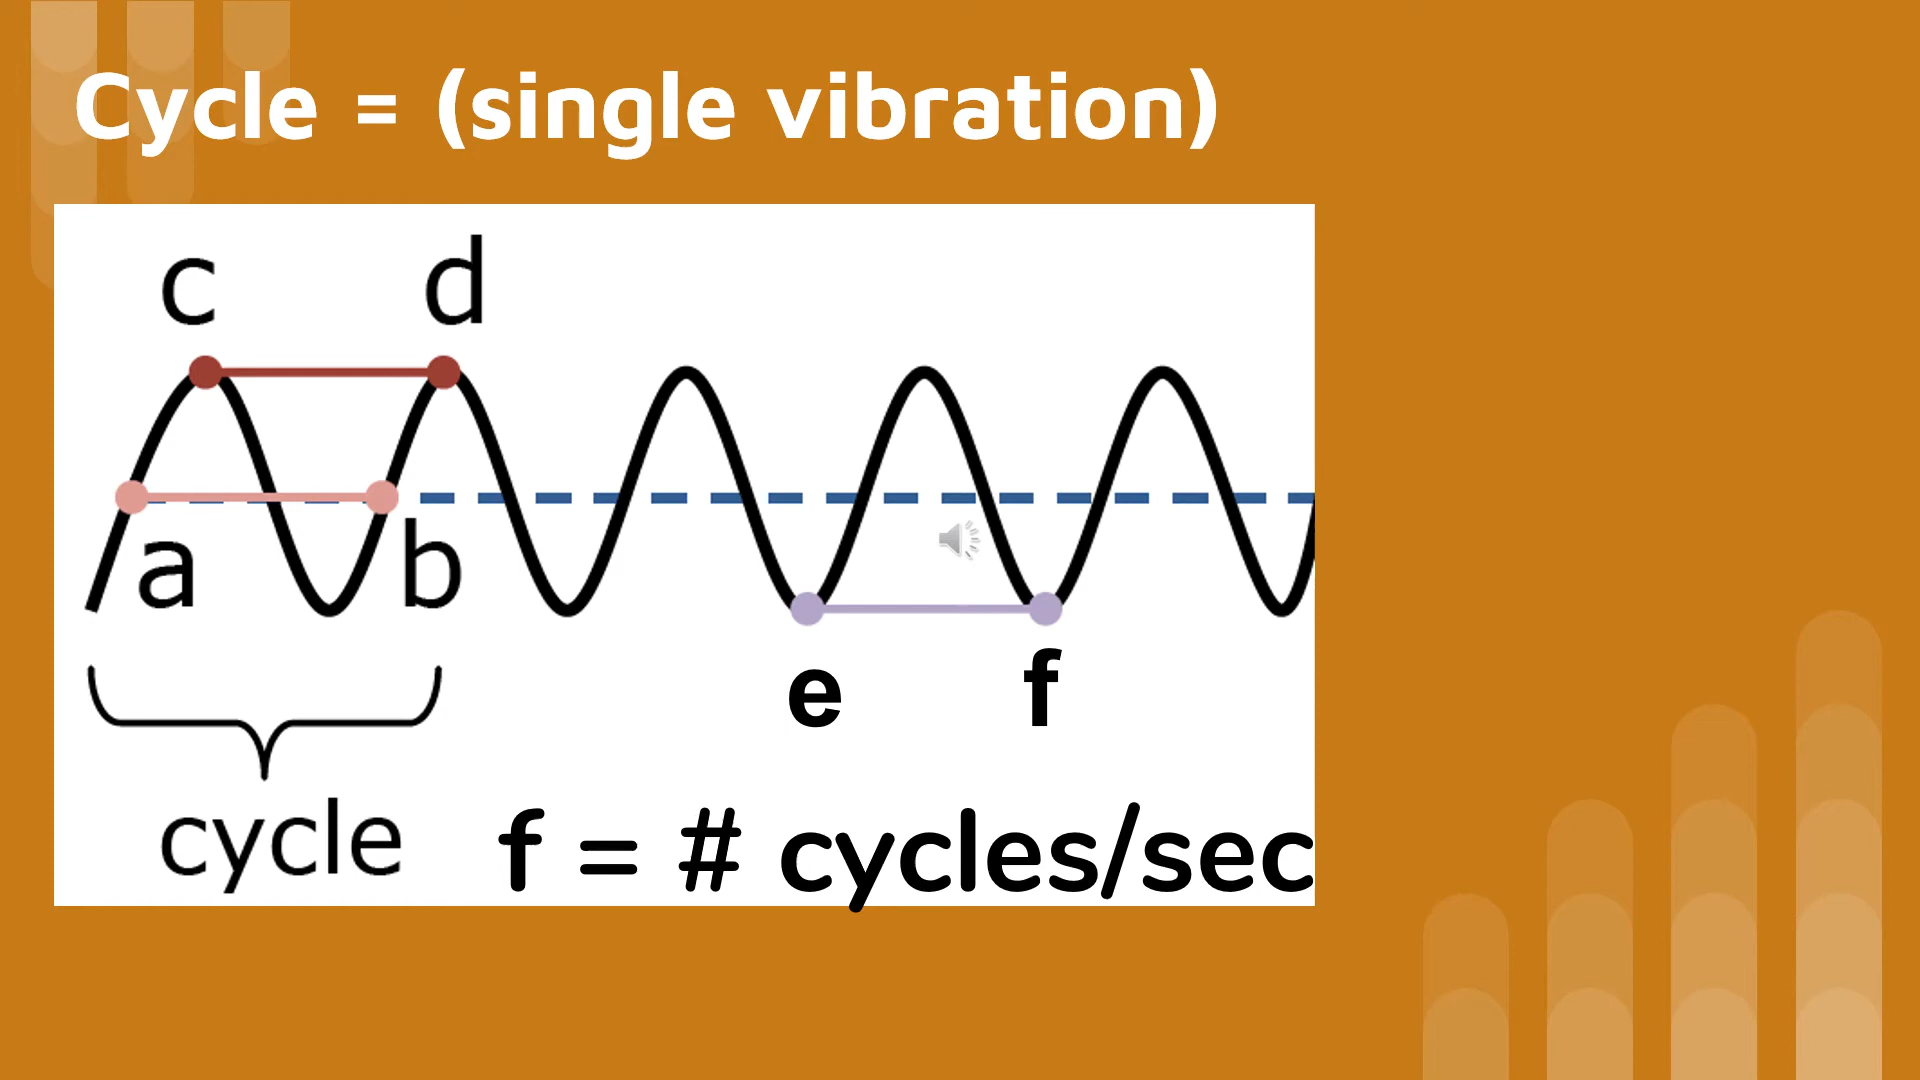 Cycle = (single vibration)
c d
a b
e f
cycle
f = # cycles/sec